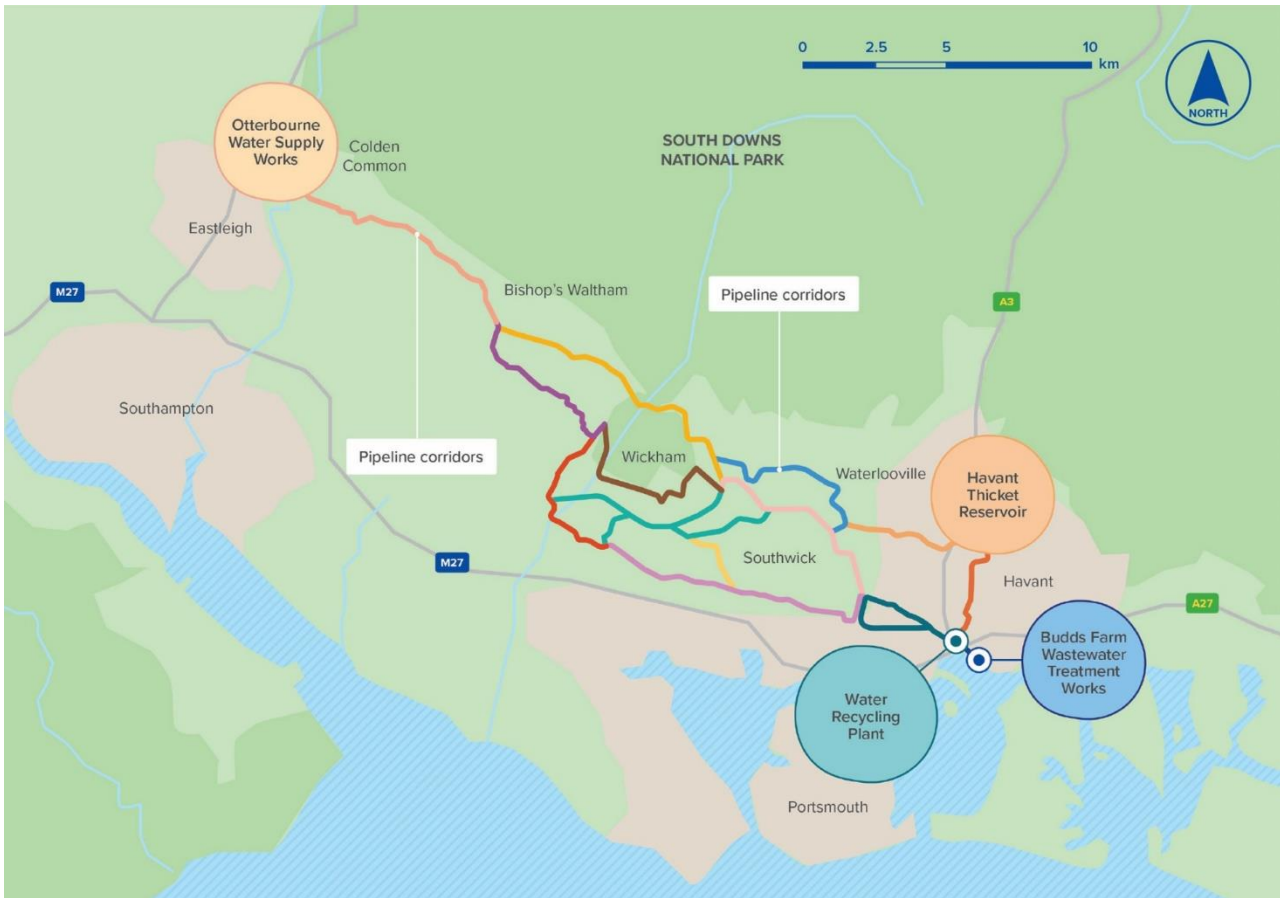 0 2.5 5 10
km
NORTH
Otterbourne
Water Supply
Works
Colden
Common
SOUTH DOWNS
NATIONAL PARK
Eastleigh
M27
Bishop's Waltham
Pipeline corridors
A3
Southampton
Pipeline corridors
Wickham
Waterlooville
Havant
Thicket
Reservoir
M27
Southwick
Havant
A27
Budds Farm
Wastewater
Treatment
Works
Water
Recycling
Plant
Portsmouth